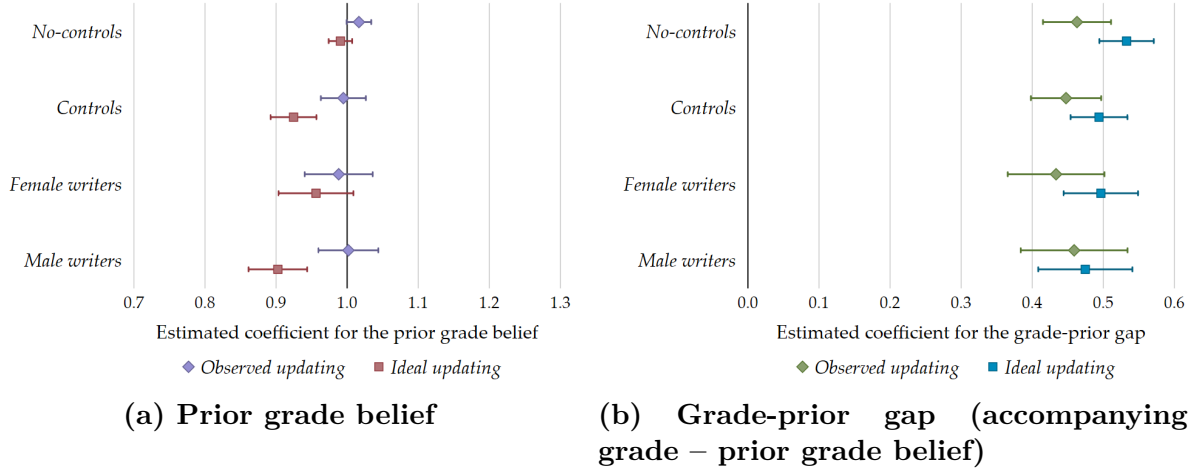 No-controls
Controls
Female writers
Male writers
0.7 0.8 0.9 1.0 1.1 1.2 1.3
Estimated coefficient for the prior grade belief
Observed updating Ideal updating
(a) Prior grade belief
No-controls
Controls
Female writers
Male writers
0.0 0.1 0.2 0.3 0.4 0.5 0.6
Estimated coefficient for the grade-prior gap
Observed updating Ideal updating
(b) Grade-prior gap (accompanying
grade – prior grade belief)